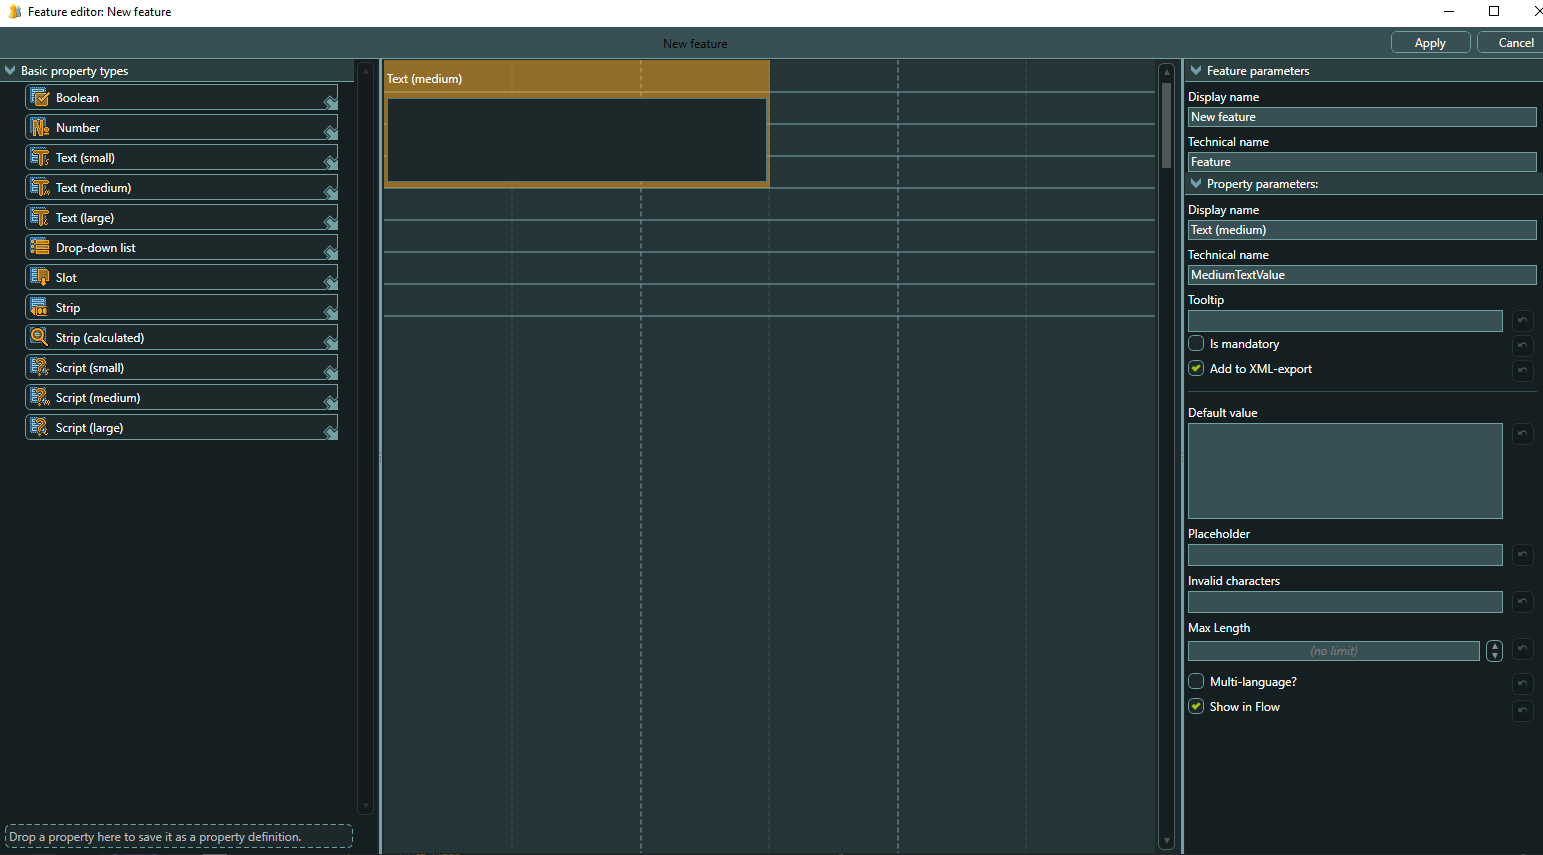 Feature editor: New feature
New feature
Apply
Cancel
Basic property types
Boolean
Number
Text (small)
Text (medium)
Text (large)
Drop-down list
Slot
Strip
Strip (calculated)
Script (small)
Script (medium)
Script (large)
Drop a property here to save it as a property definition.
Text (medium)
Feature parameters
Display name
New feature
Technical name
Feature
Property parameters:
Display name
Text (medium)
Technical name
MediumTextValue
Tooltip
Is mandatory
Add to XML-export
Default value
Placeholder
Invalid characters
Max Length
(no limit)
Multi-language?
Show in Flow